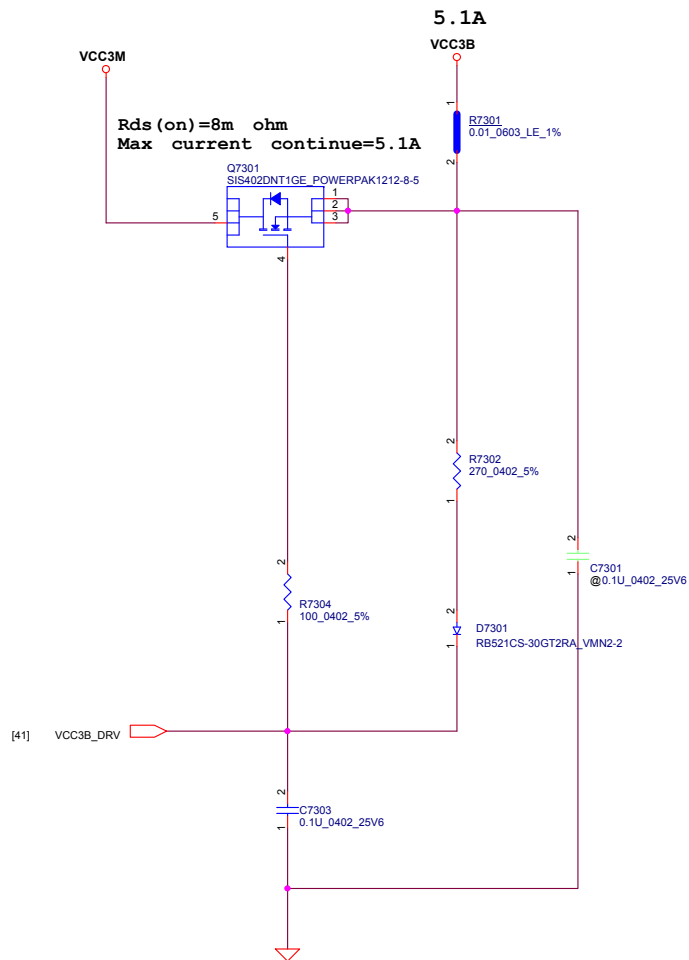 5.1A
VCC3B
VCC3M
1
R7301
0.01_0603_LE_1%
2
Rds(on)=8m ohm
Max current continue=5.1A
Q7301
SIS402DNT1GE_POWERPAK1212-8-5
1
2
3
5
4
2
R7302
270_0402_5%
1
2
C7301
@0.1U_0402_25V6
1
2
R7304
100_0402_5%
1
2
D7301
RB521CS-30GT2RA_VMN2-2
1
[41] VCC3B_DRV
2
C7303
0.1U_0402_25V6
1